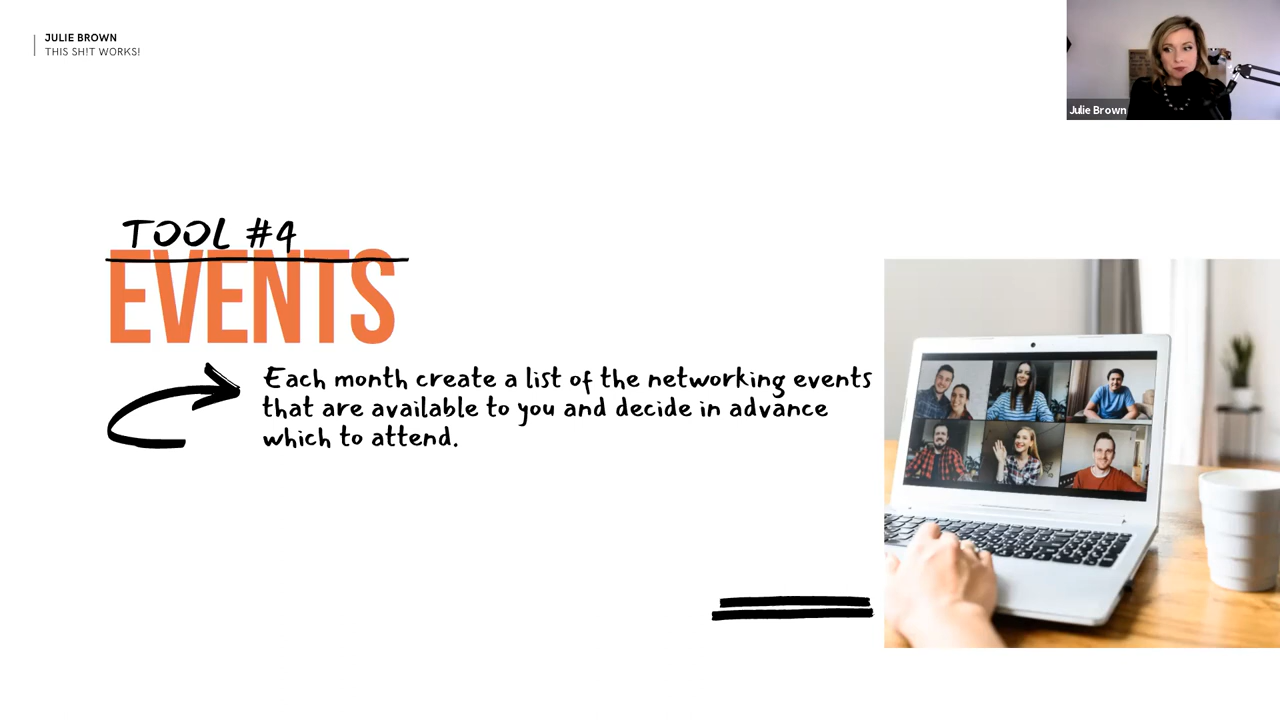 JULIE BROWN
THIS SH!T WORKS!
Julie Brown
TOOL #4
EVENTS
Each month create a list of the networking events
that are available to you and decide in advance
which to attend.